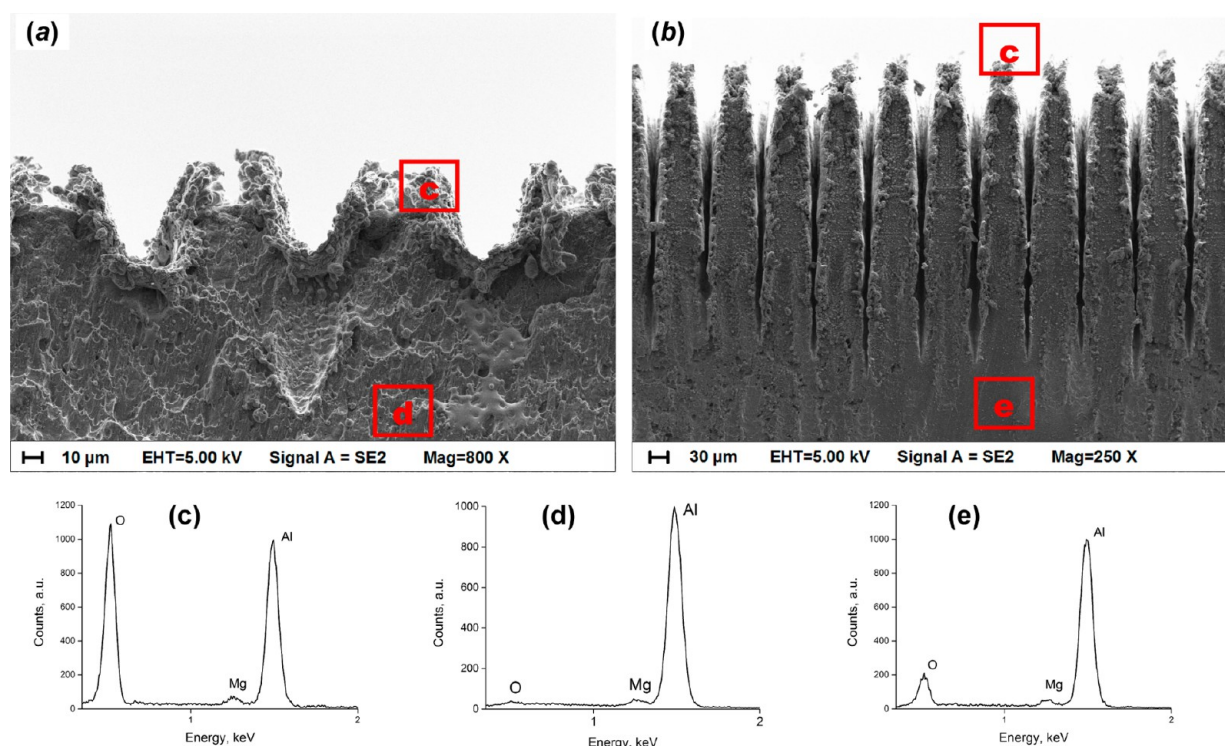 (a)
c
d
10 µm EHT=5.00 kV Signal A = SE2 Mag=800 X
(b)
c
e
30 µm EHT=5.00 kV Signal A = SE2 Mag=250 X
(c)
1200
1000
800
600
400
200
0
Counts, a.u.
O
Mg
Al
1
2
Energy, keV
(d)
1000
800
600
400
200
0
Counts, a.u.
O
Mg
Al
1
2
Energy, keV
(e)
1200
1000
800
600
400
200
0
Counts, a.u.
O
Mg
Al
1
2
Energy, keV